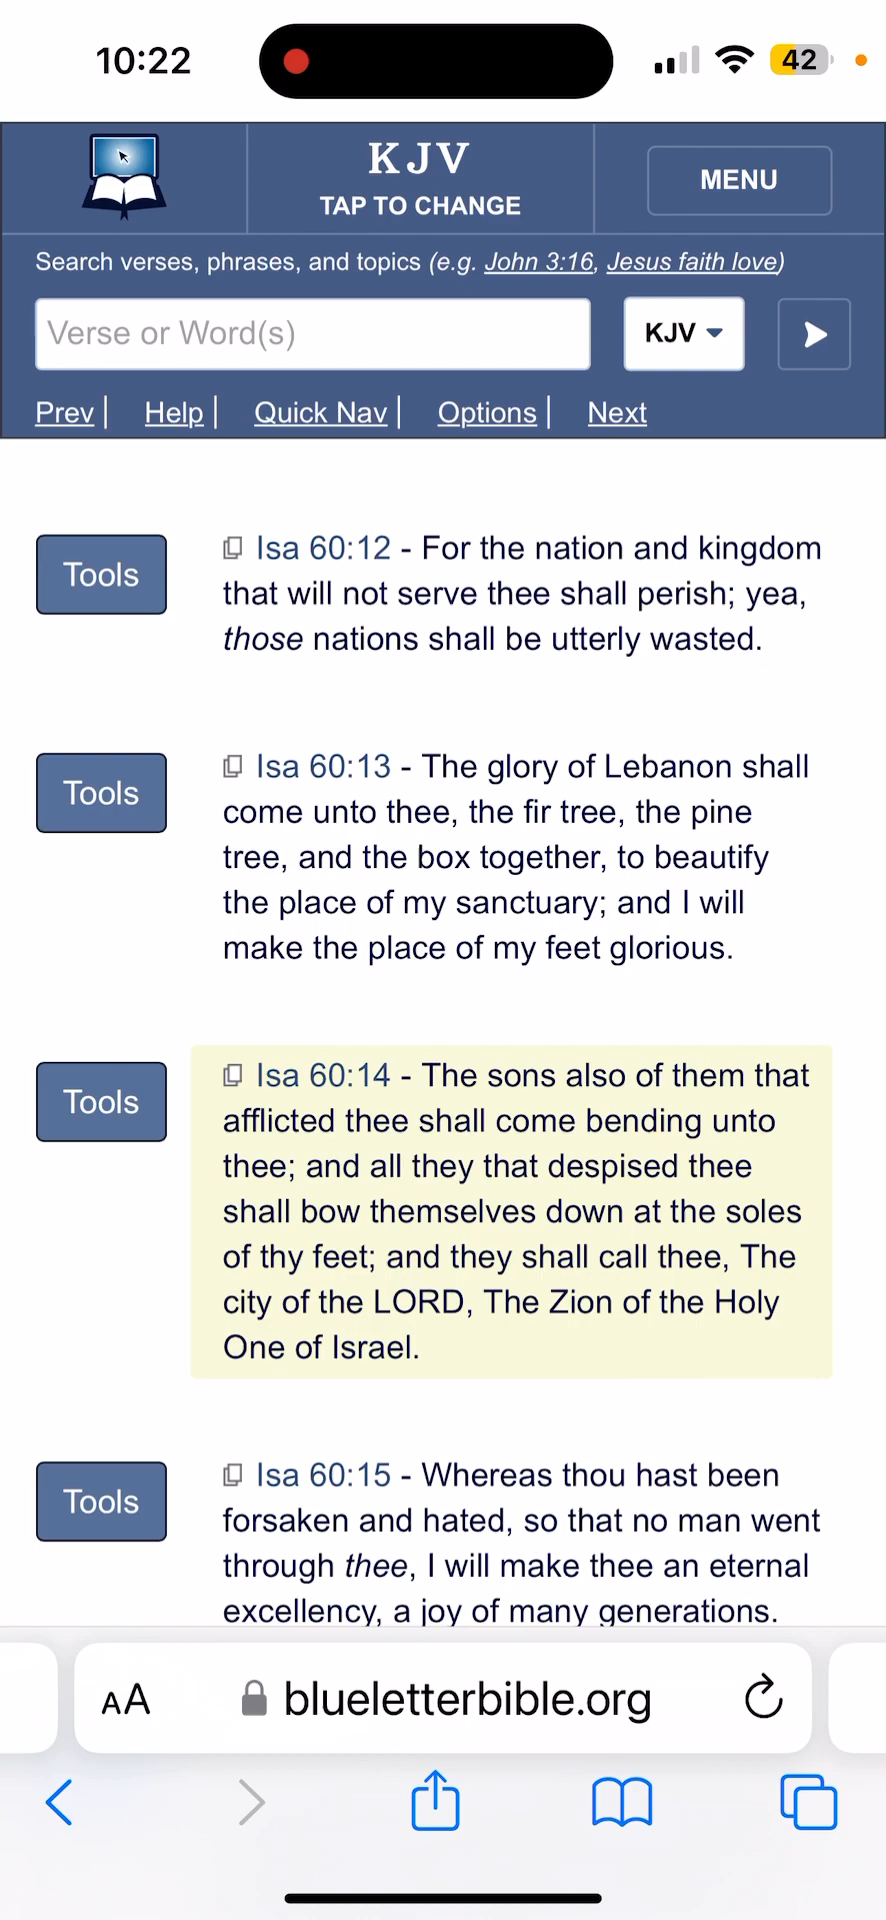 10:22
42
KJV
TAP TO CHANGE
MENU
Search verses, phrases, and topics (e.g. John 3:16, Jesus faith love)
Verse or Word(s)
KJV
Prev | Help | Quick Nav | Options | Next
Tools
Isa 60:12 - For the nation and kingdom
that will not serve thee shall perish; yea,
those nations shall be utterly wasted.
Tools
Isa 60:13 - The glory of Lebanon shall
come unto thee, the fir tree, the pine
tree, and the box together, to beautify
the place of my sanctuary; and I will
make the place of my feet glorious.
Tools
Isa 60:14 - The sons also of them that
afflicted thee shall come bending unto
thee; and all they that despised thee
shall bow themselves down at the soles
of thy feet; and they shall call thee, The
city of the LORD, The Zion of the Holy
One of Israel.
Tools
Isa 60:15 - Whereas thou hast been
forsaken and hated, so that no man went
through thee, I will make thee an eternal
excellency, a joy of many generations.
AA blueletterbible.org